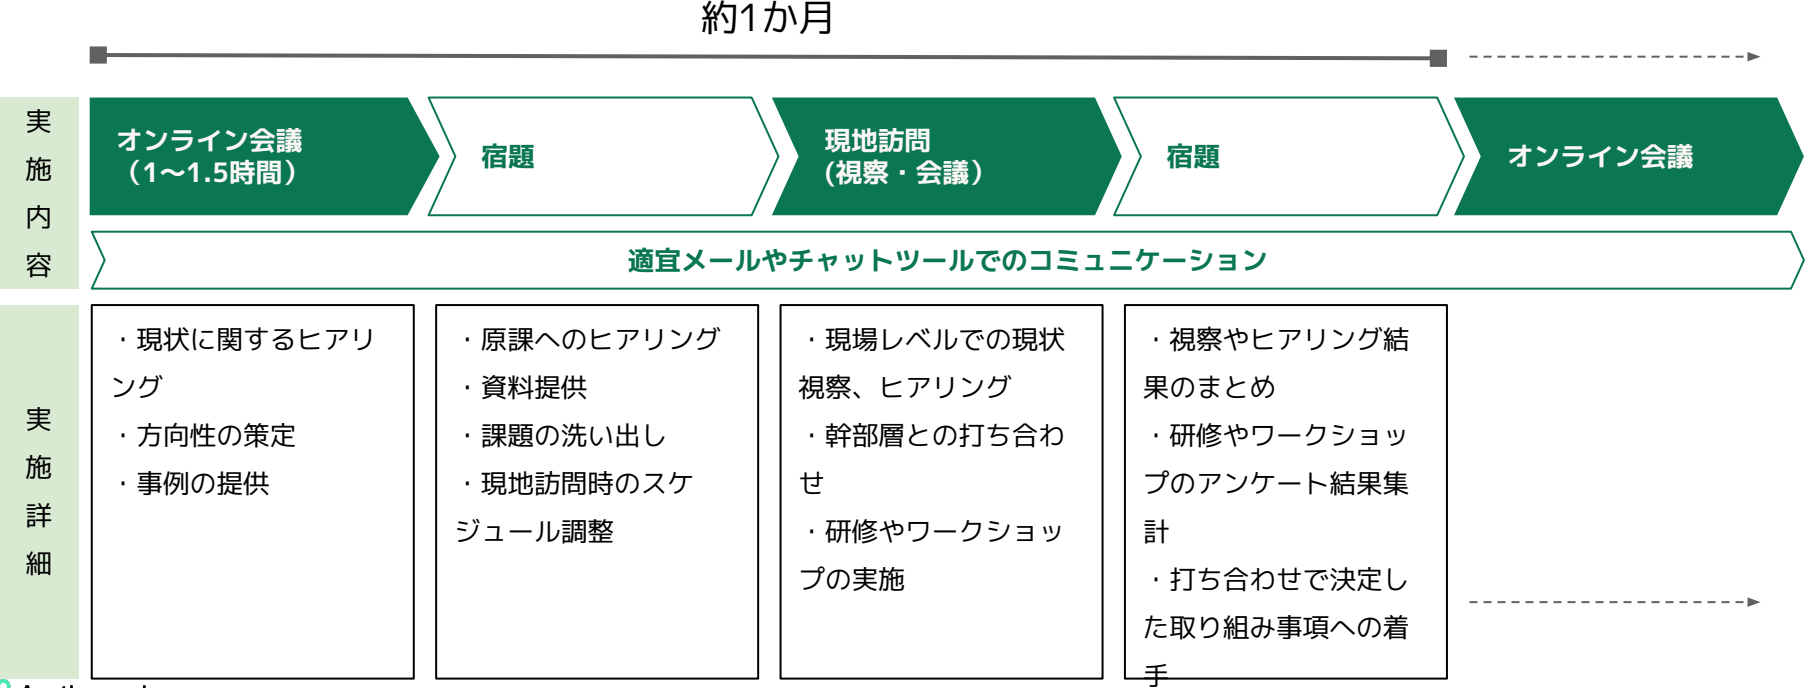 約1か月
実施内容
オンライン会議
（1～1.5時間）
宿題
現地訪問
(視察・会議）
宿題
オンライン会議
適宜メールやチャットツールでのコミュニケーション
実施詳細
・現状に関するヒアリ
ング
・方向性の策定
・事例の提供
・原課へのヒアリング
・資料提供
・課題の洗い出し
・現地訪問時のスケ
ジュール調整
・現場レベルでの現状
視察、ヒアリング
・幹部層との打ち合わ
せ
・研修やワークショッ
プの実施
・視察やヒアリング結
果のまとめ
・研修やワークショッ
プのアンケート結果集
計
・打ち合わせで決定し
た取り組み事項への着
手